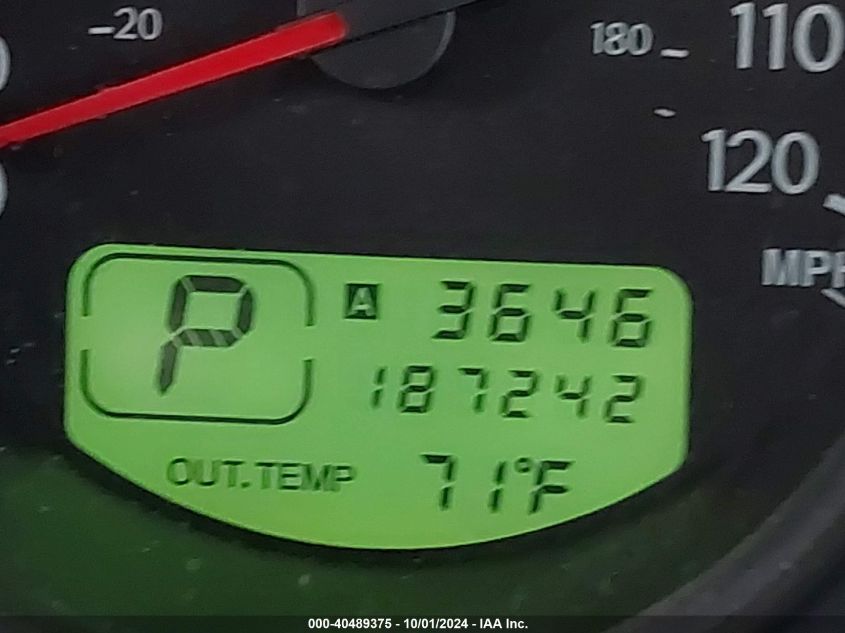 -20
180
110
120
MPH
P
A 3646
187242
OUT.TEMP 71°F
000-40489375 - 10/01/2024 - IAA Inc.